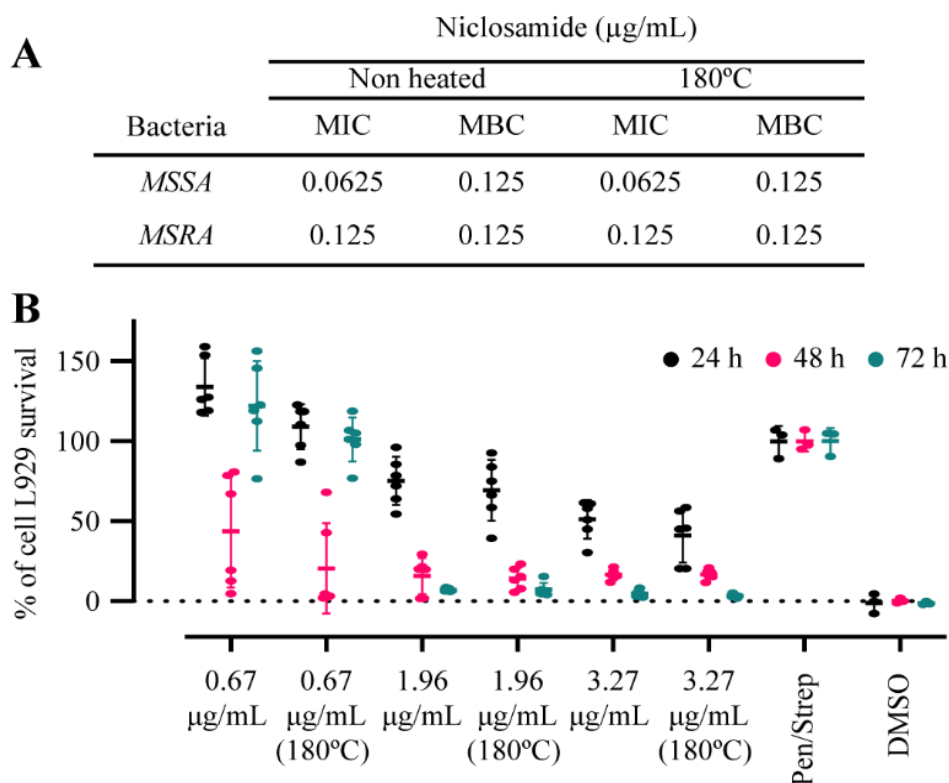 A
Niclosamide (µg/mL)
Non heated 180ºC
Bacteria MIC MBC MIC MBC
MSSA 0.0625 0.125 0.0625 0.125
MSRA 0.125 0.125 0.125 0.125
B
% of cell L929 survival
150
100
50
0
24 h 48 h 72 h
0.67 µg/mL
0.67 µg/mL (180ºC)
1.96 µg/mL
1.96 µg/mL (180ºC)
3.27 µg/mL
3.27 µg/mL (180ºC)
Pen/Strep
DMSO